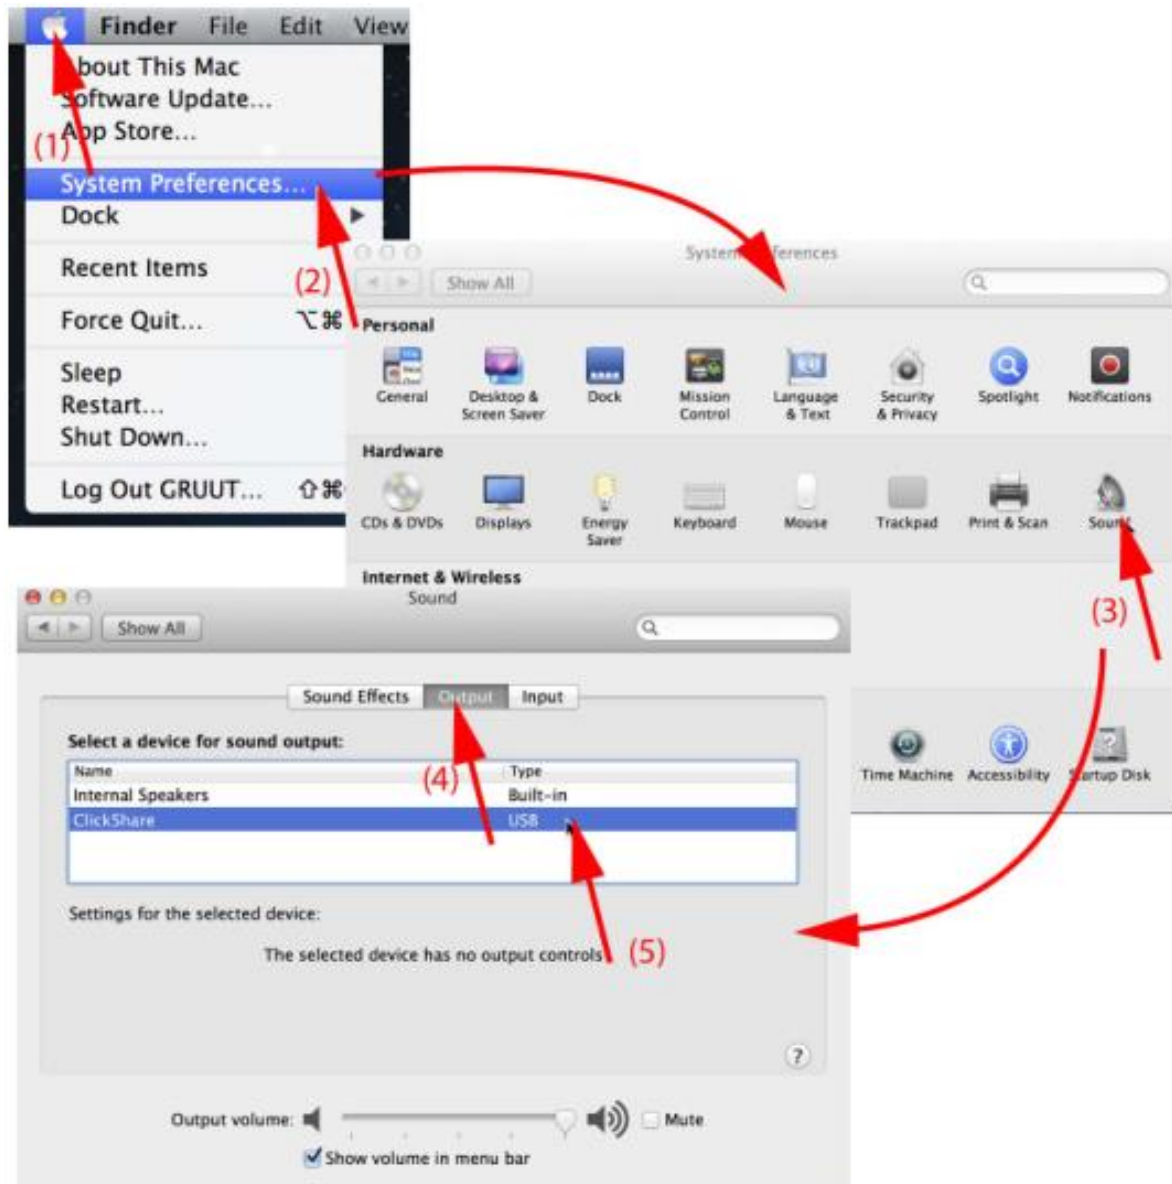 Finder File Edit View
About This Mac
Software Update...
App Store...
(1)
System Preferences...
Dock
Recent Items
(2)
Force Quit... ⌥⌘
Sleep
Restart...
Shut Down...
Log Out GRUUT... ⇧⌘
System Preferences
Show All
Personal
General
Desktop & Screen Saver
Dock
Mission Control
Language & Text
Security & Privacy
Spotlight
Notifications
Hardware
CDs & DVDs
Displays
Energy Saver
Keyboard
Mouse
Trackpad
Print & Scan
Sound
Internet & Wireless
(3)
Time Machine
Accessibility
Startup Disk
Sound
Show All
Sound Effects Output Input
Select a device for sound output:
(4)
Name Type
Internal Speakers Built-in
ClickShare USB
Settings for the selected device:
The selected device has no output controls
(5)
?
Output volume: Mute
Show volume in menu bar